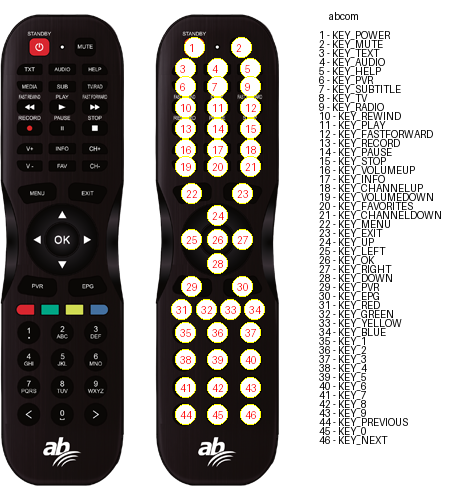 abcom
STANDBY
MUTE
TXT AUDIO HELP
MEDIA SUB TV/RAD
FAST REWIND PLAY FAST FORWARD
RECORD PAUSE STOP
V+ INFO CH+
V - FAV CH-
MENU EXIT
OK
PVR EPG
1 2 3
ABC DEF
4 5 6
GHI JKL MNO
7 8 9
PQRS TUV WXYZ
< 0 >
ab
STANDBY
1 2
3 4 5
6 7 9
10 11 12
13 14 15
16 17 18
19 20 21
22 23
24
25 26 27
28
29 30
31 32 33 34
35 36 37
38 39 40
41 42 43
44 45 46
ab
1 - KEY_POWER
2 - KEY_MUTE
3 - KEY_TEXT
4 - KEY_AUDIO
5 - KEY_HELP
6 - KEY_PVR
7 - KEY_SUBTITLE
8 - KEY_TV
9 - KEY_RADIO
10 - KEY_REWIND
11 - KEY_PLAY
12 - KEY_FASTFORWARD
13 - KEY_RECORD
14 - KEY_PAUSE
15 - KEY_STOP
16 - KEY_VOLUMEUP
17 - KEY_INFO
18 - KEY_CHANNELUP
19 - KEY_VOLUMEDOWN
20 - KEY_FAVORITES
21 - KEY_CHANNELDOWN
22 - KEY_MENU
23 - KEY_EXIT
24 - KEY_UP
25 - KEY_LEFT
26 - KEY_OK
27 - KEY_RIGHT
28 - KEY_DOWN
29 - KEY_PVR
30 - KEY_EPG
31 - KEY_RED
32 - KEY_GREEN
33 - KEY_YELLOW
34 - KEY_BLUE
35 - KEY_1
36 - KEY_2
37 - KEY_3
38 - KEY_4
39 - KEY_5
40 - KEY_6
41 - KEY_7
42 - KEY_8
43 - KEY_9
44 - KEY_PREVIOUS
45 - KEY_0
46 - KEY_NEXT